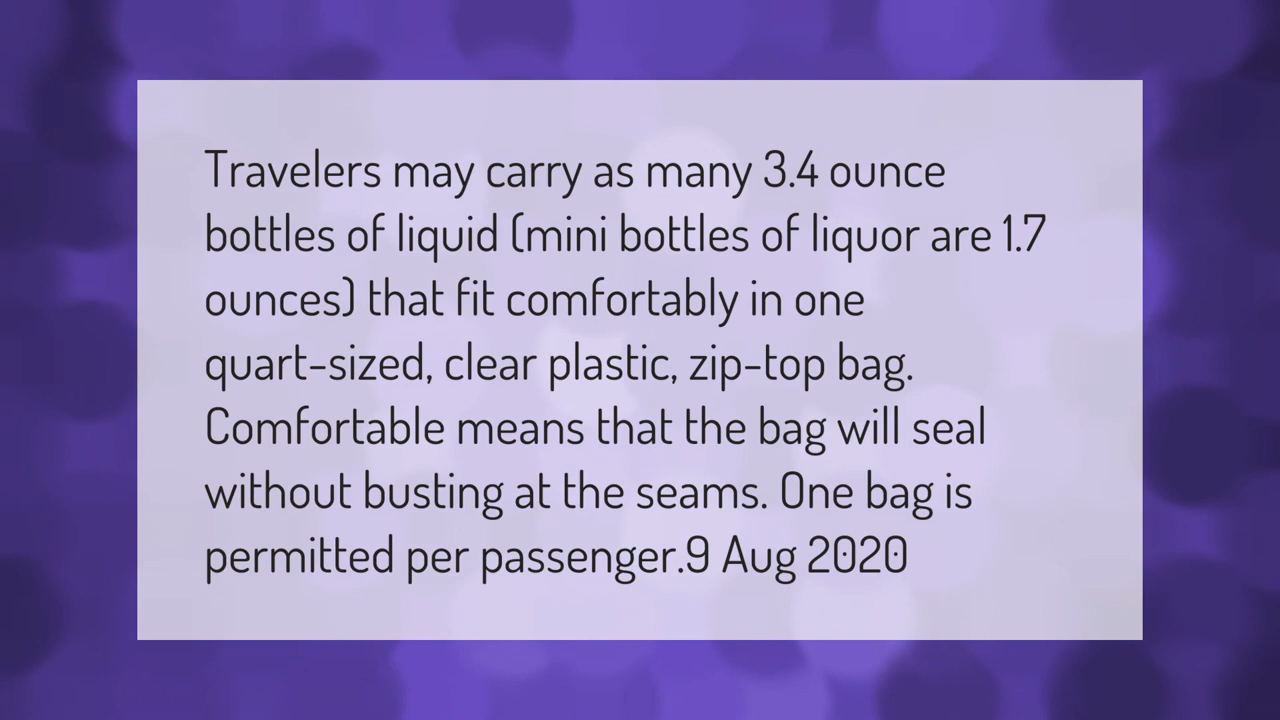 Travelers may carry as many 3.4 ounce
bottles of liquid (mini bottles of liquor are 1.7
ounces) that fit comfortably in one
quart-sized, clear plastic, zip-top bag.
Comfortable means that the bag will seal
without busting at the seams. One bag is
permitted per passenger.9 Aug 2020